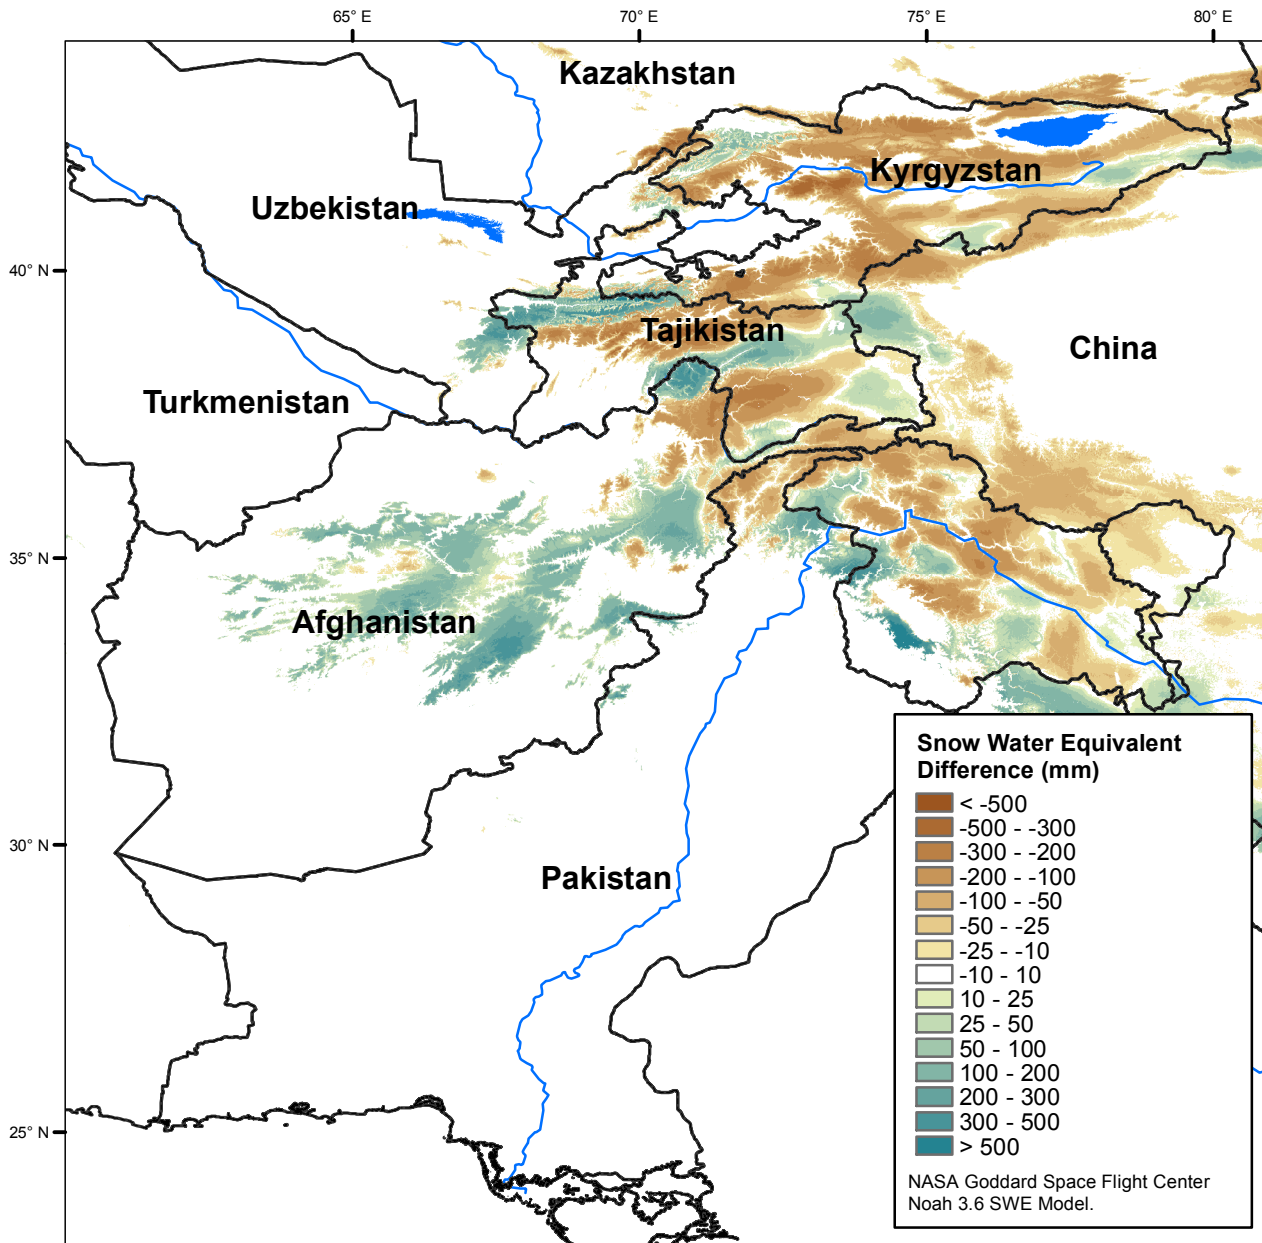 65° E
70° E
75° E
80° E
Kazakhstan
Kyrgyzstan
Uzbekistan
40° N
Tajikistan
China
Turkmenistan
35° N
Afghanistan
Snow Water Equivalent
Difference (mm)
< -500
-500 - -300
-300 - -200
-200 - -100
-100 - -50
-50 - -25
-25 - -10
-10 - 10
10 - 25
25 - 50
50 - 100
100 - 200
200 - 300
300 - 500
> 500
NASA Goddard Space Flight Center
Noah 3.6 SWE Model.
30° N
Pakistan
25° N